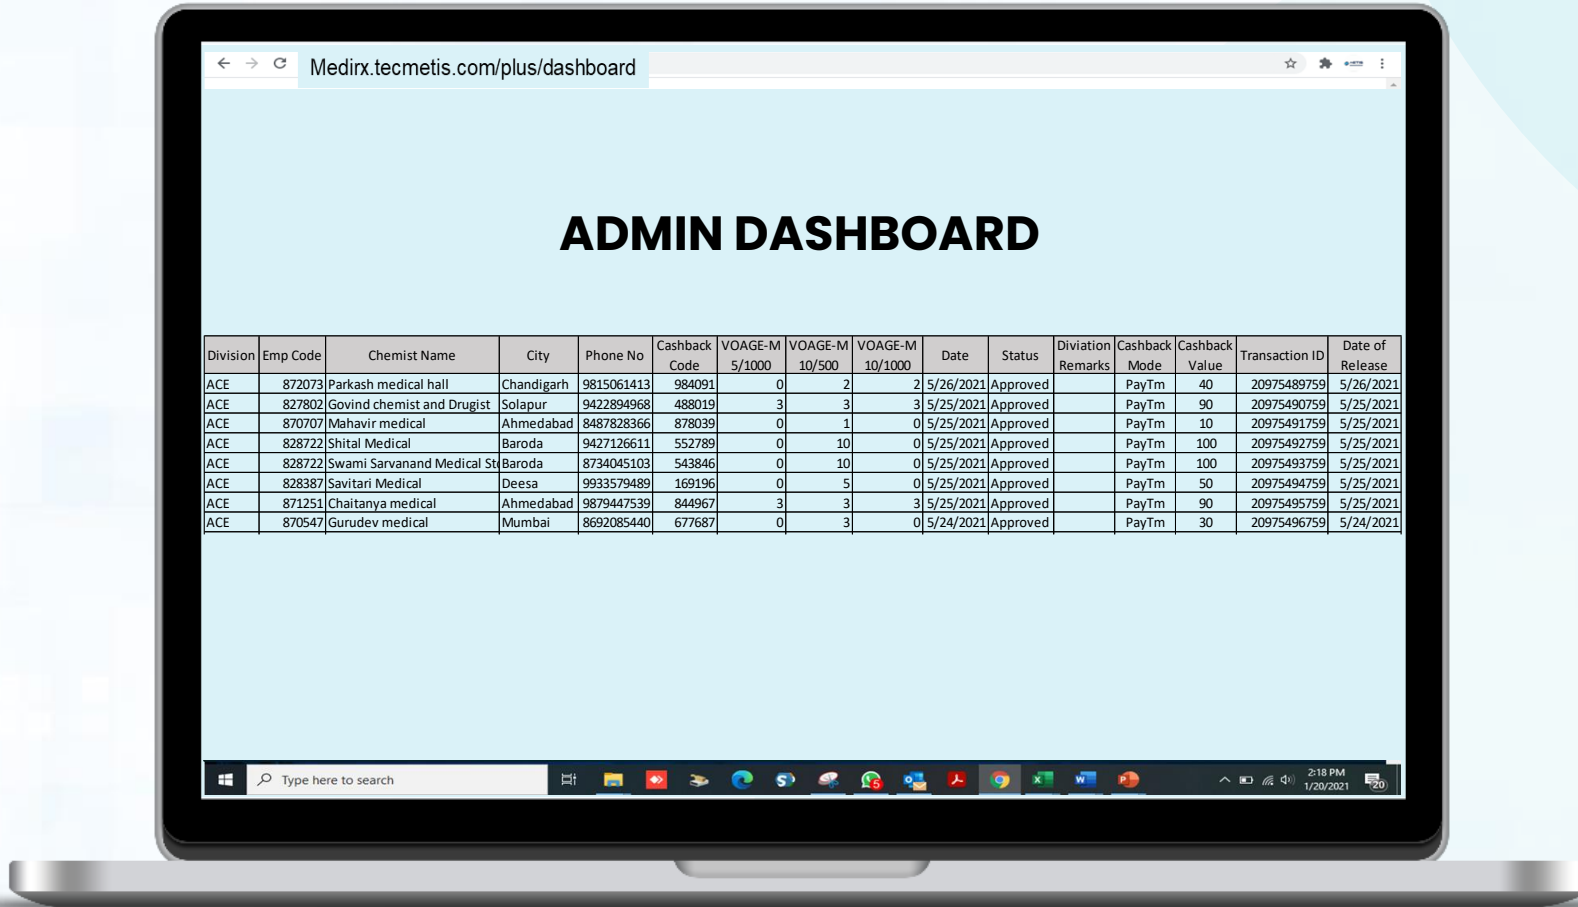 Medirx.tecmetis.com/plus/dashboard
ADMIN DASHBOARD
Division Emp Code Chemist Name City Phone No Cashback Code VOAGE-M 5/1000 VOAGE-M 10/500 VOAGE-M 10/1000 Date Status Diviation Remarks Cashback Mode Cashback Value Transaction ID Date of Release
ACE 872073 Parkash medical hall Chandigarh 9815061413 984091 0 2 2 5/26/2021 Approved PayTm 40 20975489759 5/26/2021
ACE 827802 Govind chemist and Drugist Solapur 9422894968 488019 3 3 3 5/25/2021 Approved PayTm 90 20975490759 5/25/2021
ACE 870707 Mahavir medical Ahmedabad 8487828366 878039 0 1 0 5/25/2021 Approved PayTm 10 20975491759 5/25/2021
ACE 828722 Shital Medical Baroda 9427126611 552789 0 10 0 5/25/2021 Approved PayTm 100 20975492759 5/25/2021
ACE 828722 Swami Sarvanand Medical St Baroda 8734045103 543846 0 10 0 5/25/2021 Approved PayTm 100 20975493759 5/25/2021
ACE 828387 Savitari Medical Deesa 9933579489 169196 0 5 0 5/25/2021 Approved PayTm 50 20975494759 5/25/2021
ACE 871251 Chaitanya medical Ahmedabad 9879447539 844967 3 3 3 5/25/2021 Approved PayTm 90 20975495759 5/25/2021
ACE 870547 Gurudev medical Mumbai 8692085440 677687 0 3 0 5/24/2021 Approved PayTm 30 20975496759 5/24/2021
Type here to search
2:18 PM
1/20/2021
20